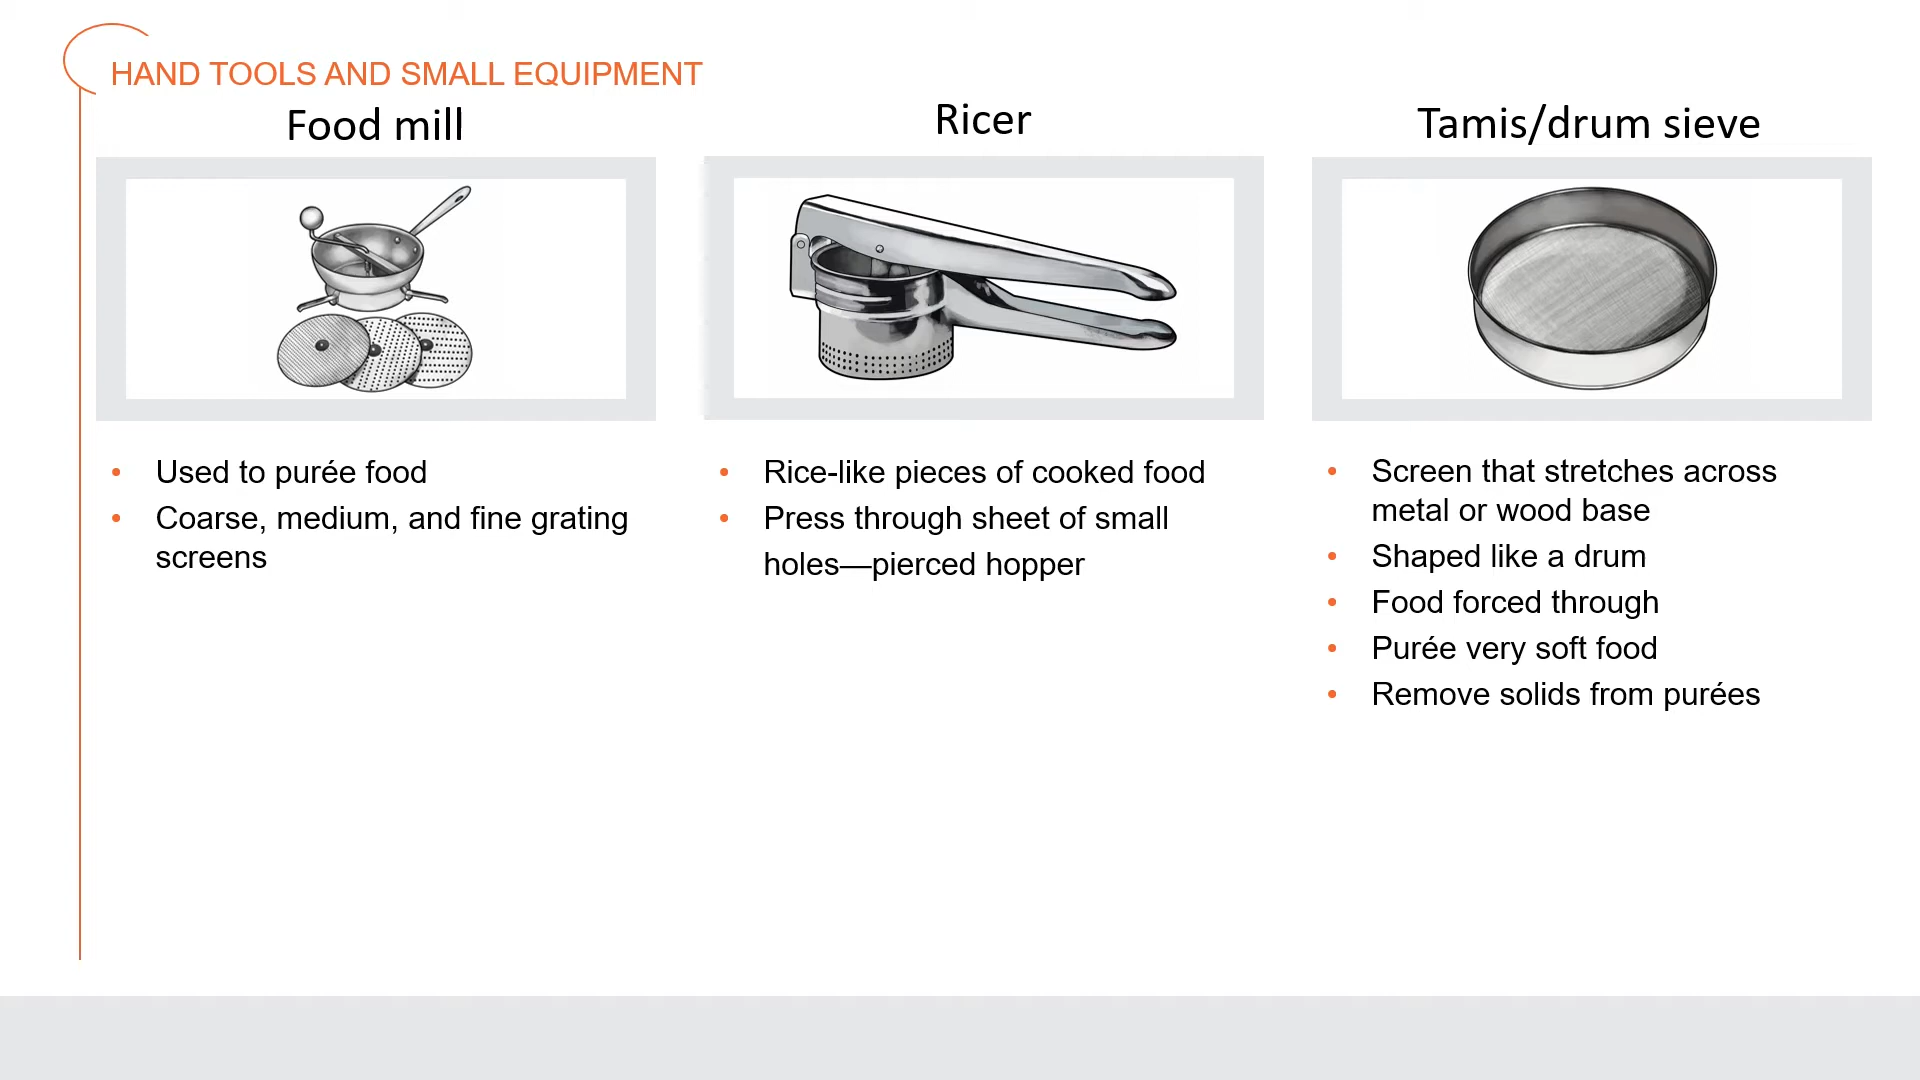 HAND TOOLS AND SMALL EQUIPMENT
Food mill
• Used to purée food
• Coarse, medium, and fine grating
screens
Ricer
• Rice-like pieces of cooked food
• Press through sheet of small
holes—pierced hopper
Tamis/drum sieve
• Screen that stretches across
metal or wood base
• Shaped like a drum
• Food forced through
• Purée very soft food
• Remove solids from purées